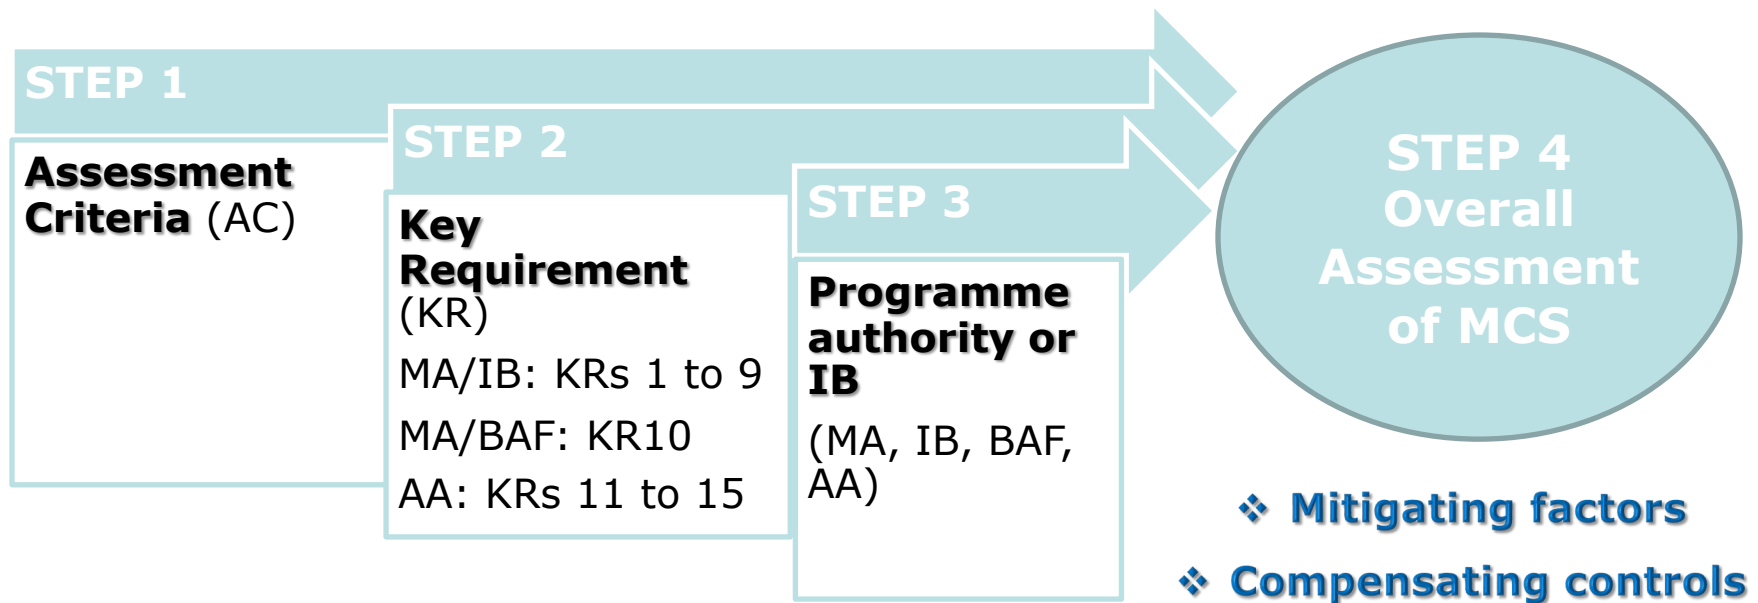 STEP 1
Assessment
Criteria (AC)
STEP 2
Key
Requirement
(KR)
MA/IB: KRs 1 to 9
MA/BAF: KR10
AA: KRs 11 to 15
STEP 3
Programme
authority or
IB
(MA, IB, BAF,
AA)
STEP 4
Overall
Assessment
of MCS
❖ Mitigating factors
❖ Compensating controls